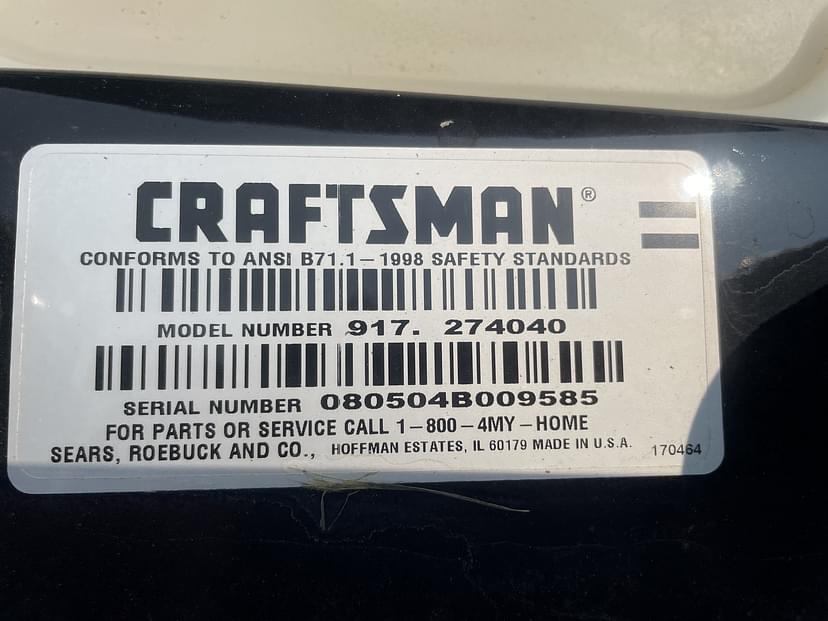 CRAFTSMAN®
CONFORMS TO ANSI B71.1-1998 SAFETY STANDARDS
MODEL NUMBER 917. 274040
SERIAL NUMBER 080504B009585
FOR PARTS OR SERVICE CALL 1-800-4MY-HOME
SEARS, ROEBUCK AND CO., HOFFMAN ESTATES, IL 60179 MADE IN U.S.A. 170464